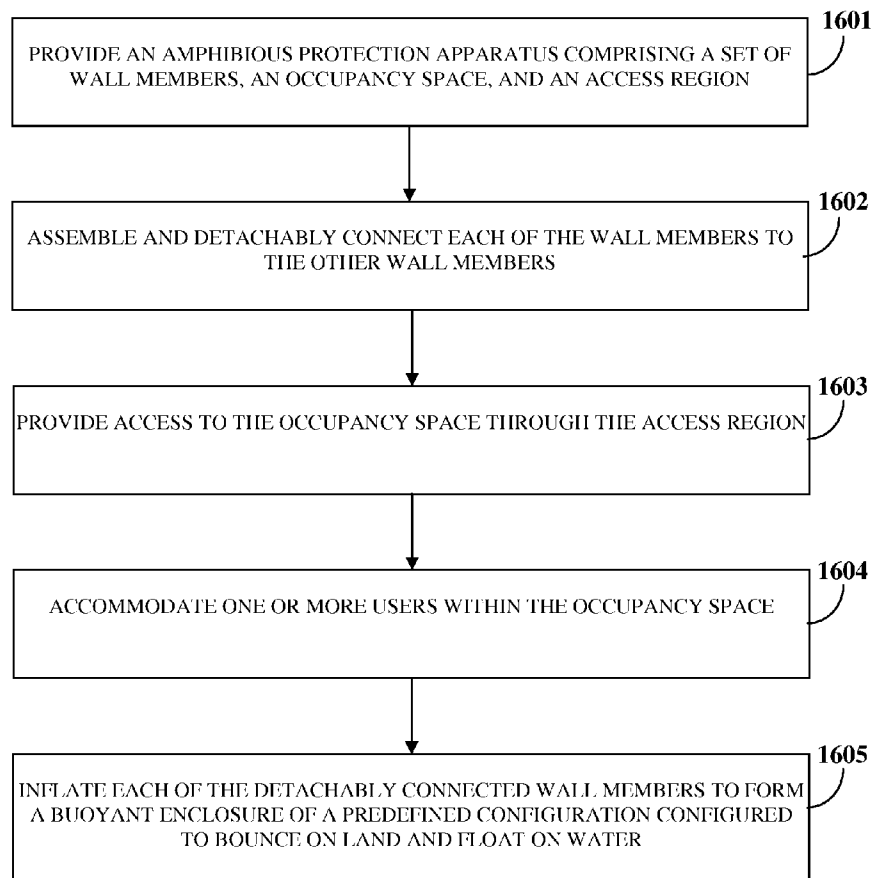 1601
PROVIDE AN AMPHIBIOUS PROTECTION APPARATUS COMPRISING A SET OF
WALL MEMBERS, AN OCCUPANCY SPACE, AND AN ACCESS REGION
1602
ASSEMBLE AND DETACHABLY CONNECT EACH OF THE WALL MEMBERS TO
THE OTHER WALL MEMBERS
1603
PROVIDE ACCESS TO THE OCCUPANCY SPACE THROUGH THE ACCESS REGION
1604
ACCOMMODATE ONE OR MORE USERS WITHIN THE OCCUPANCY SPACE
1605
INFLATE EACH OF THE DETACHABLY CONNECTED WALL MEMBERS TO FORM
A BUOYANT ENCLOSURE OF A PREDEFINED CONFIGURATION CONFIGURED
TO BOUNCE ON LAND AND FLOAT ON WATER